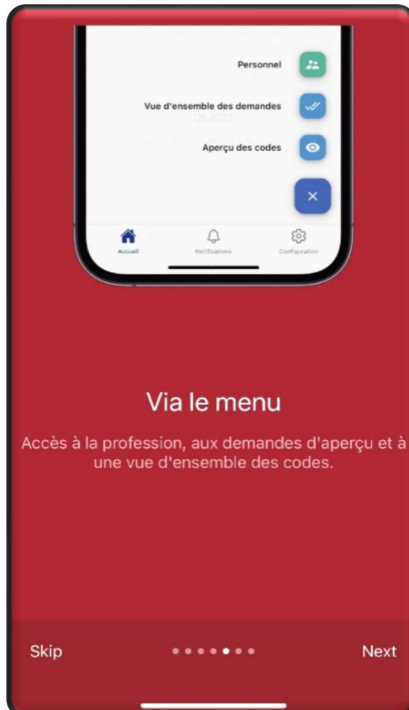 Personnel
Vue d'ensemble des demandes
Aperçu des codes
Accueil
Notifications
Configuration
Via le menu
Accès à la profession, aux demandes d'aperçu et à
une vue d'ensemble des codes.
Skip
Next